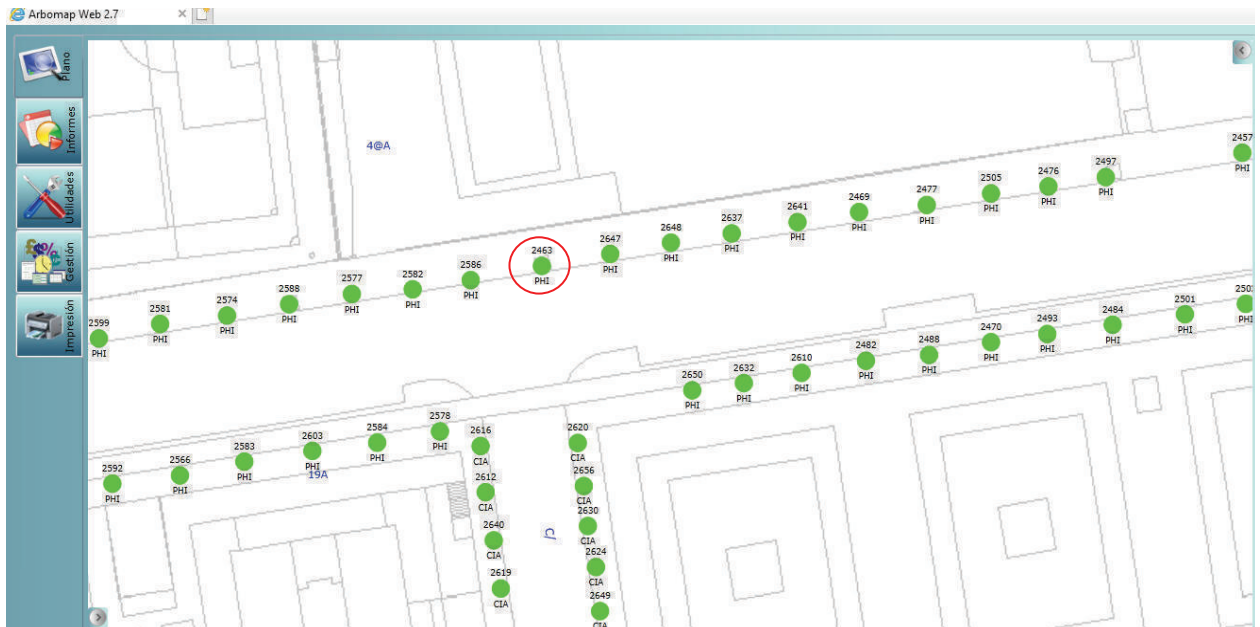 Arbomap Web 2.7
Plano
Informes
Utilidades
Gestión
Impresión
4@A
2457
PHI
2497
PHI
2476
PHI
2505
PHI
2477
PHI
2469
PHI
2641
PHI
2637
PHI
2648
PHI
2647
PHI
2463
PHI
2586
PHI
2582
PHI
2577
PHI
2588
PHI
2574
PHI
2581
PHI
2599
PHI
PHI
2501
PHI
2484
PHI
2493
PHI
2470
PHI
2488
PHI
2482
PHI
2610
PHI
2632
PHI
2650
PHI
2578
PHI
2584
PHI
2603
PHI
19A
2583
PHI
2566
PHI
2592
PHI
2616
CIA
2612
CIA
2640
CIA
2619
CIA
C/
2620
CIA
2656
CIA
2630
CIA
2624
CIA
2649
CIA